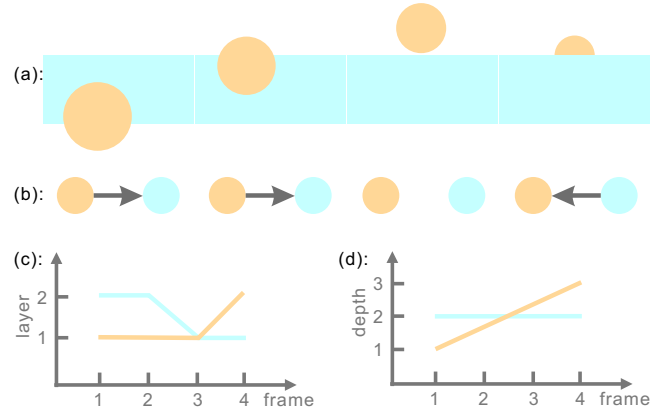 (a):
(b):
(c):
(d):
layer
2
1
1 2 3 4 frame
depth
3
2
1
1 2 3 4 frame